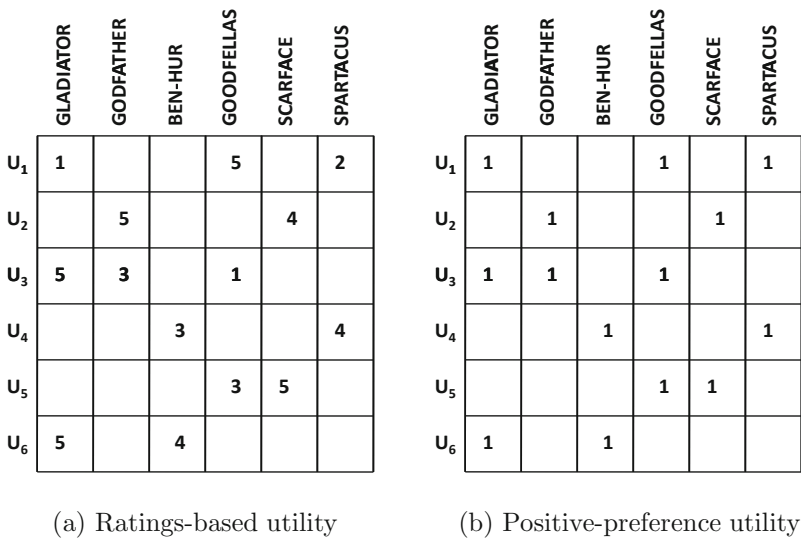 GLADIATOR GODFATHER BEN-HUR GOODFELLAS SCARFACE SPARTACUS
U1 1 5 2
U2 5 4
U3 5 3 1
U4 3 4
U5 3 5
U6 5 4
(a) Ratings-based utility
GLADIATOR GODFATHER BEN-HUR GOODFELLAS SCARFACE SPARTACUS
U1 1 1 1
U2 1 1
U3 1 1 1
U4 1 1
U5 1 1
U6 1 1
(b) Positive-preference utility